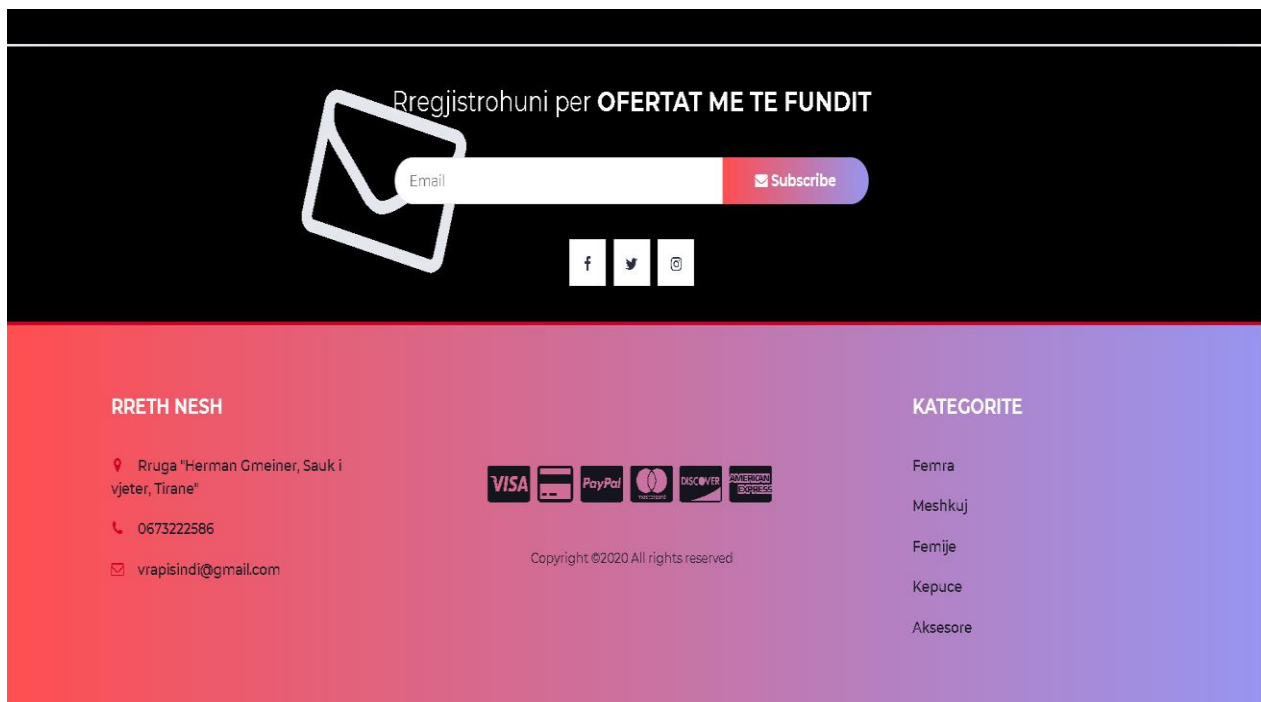 Rregjistrohuni per OFERTAT ME TE FUNDIT
Email
Subscribe
RRETH NESH
Rruga "Herman Gmeiner, Sauk i
vjeter, Tirane"
0673222586
vrapisindi@gmail.com
VISA PayPal mastercard DISCOVER AMERICAN EXPRESS
Copyright ©2020 All rights reserved
KATEGORITE
Femra
Meshkuj
Femije
Kepuce
Aksesore